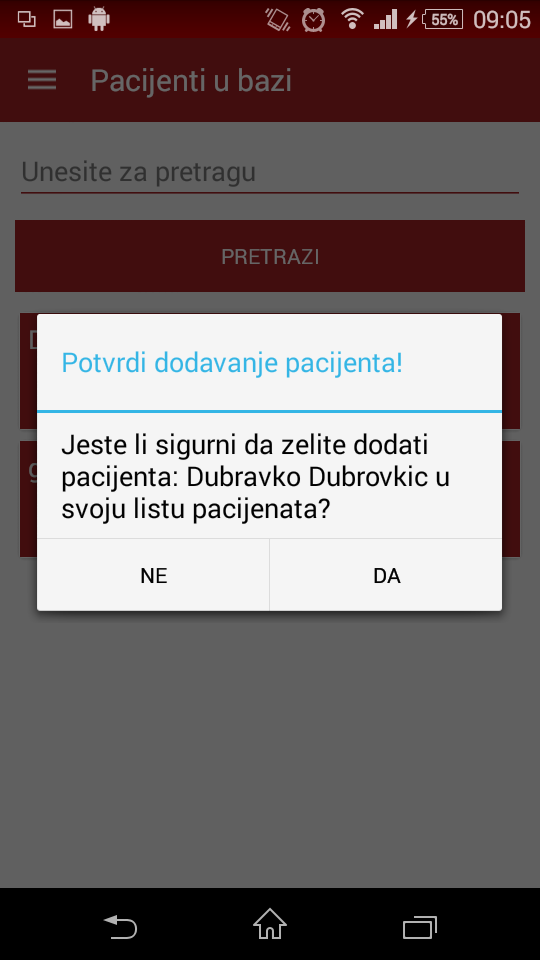 55%
09:05
Pacijenti u bazi
Unesite za pretragu
PRETRAZI
Potvrdi dodavanje pacijenta!
Jeste li sigurni da zelite dodati
pacijenta: Dubravko Dubrovkic u
svoju listu pacijenata?
NE
DA